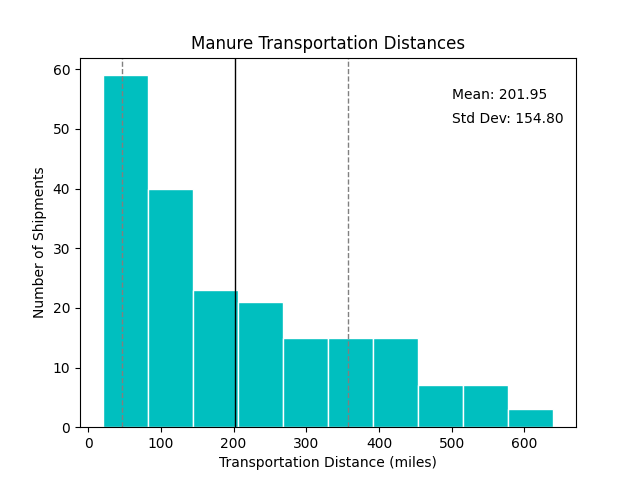 Manure Transportation Distances
Mean: 201.95
Std Dev: 154.80
Number of Shipments
60
50
40
30
20
10
0
0 100 200 300 400 500 600
Transportation Distance (miles)